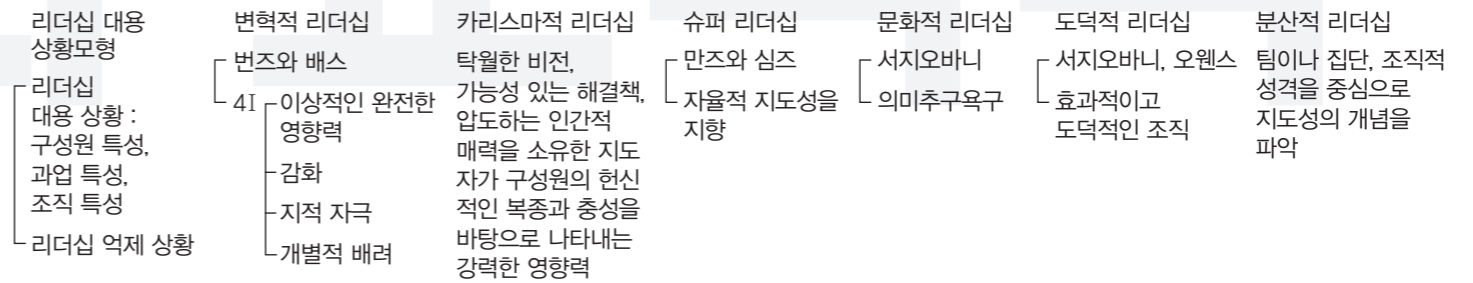 리더십 대용
상황모형
리더십
대용 상황 :
구성원 특성,
과업 특성,
조직 특성
리더십 억제 상황
변혁적 리더십
번즈와 배스
4I
이상적인 완전한
영향력
감화
지적 자극
개별적 배려
카리스마적 리더십
탁월한 비전,
가능성 있는 해결책,
압도하는 인간적
매력을 소유한 지도
자가 구성원의 헌신
적인 복종과 충성을
바탕으로 나타내는
강력한 영향력
슈퍼 리더십
만즈와 심즈
자율적 지도성을
지향
문화적 리더십
서지오바니
의미추구욕구
도덕적 리더십
서지오바니, 오웬스
효과적이고
도덕적인 조직
분산적 리더십
팀이나 집단, 조직적
성격을 중심으로
지도성의 개념을
파악